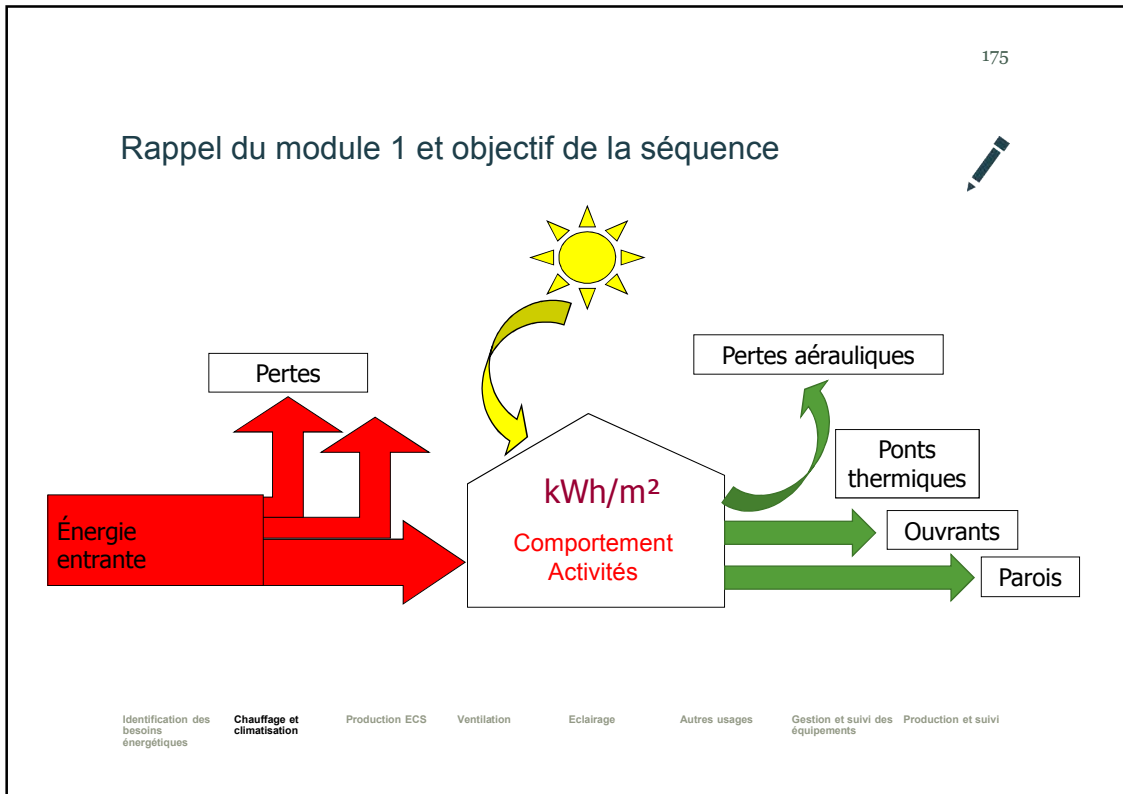 175
Rappel du module 1 et objectif de la séquence
Pertes
Pertes aérauliques
Ponts
thermiques
kWh/m²
Énergie
entrante
Comportement
Activités
Ouvrants
Parois
Identification des
besoins
énergétiques
Chauffage et
climatisation
Production ECS
Ventilation
Eclairage
Autres usages
Gestion et suivi des
équipements
Production et suivi